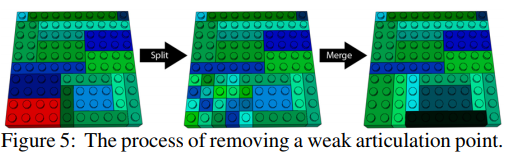 Split
Merge
Figure 5: The process of removing a weak articulation point.